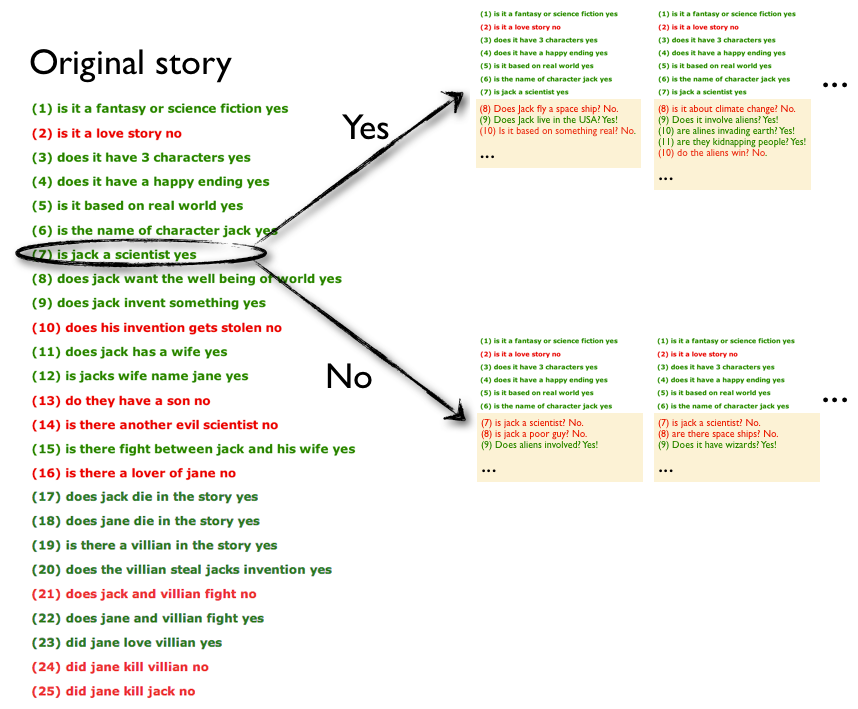 Original story
(1) is it a fantasy or science fiction yes
(2) is it a love story no
(3) does it have 3 characters yes
(4) does it have a happy ending yes
(5) is it based on real world yes
(6) is the name of character jack yes
(7) is jack a scientist yes
(8) does jack want the well being of world yes
(9) does jack invent something yes
(10) does his invention gets stolen no
(11) does jack has a wife yes
(12) is jacks wife name jane yes
(13) do they have a son no
(14) is there another evil scientist no
(15) is there fight between jack and his wife yes
(16) is there a lover of jane no
(17) does jack die in the story yes
(18) does jane die in the story yes
(19) is there a villian in the story yes
(20) does the villian steal jacks invention yes
(21) does jack and villian fight no
(22) does jane and villian fight yes
(23) did jane love villian yes
(24) did jane kill villian no
(25) did jane kill jack no
Yes
(1) is it a fantasy or science fiction yes
(2) is it a love story no
(3) does it have 3 characters yes
(4) does it have a happy ending yes
(5) is it based on real world yes
(6) is the name of character jack yes
(7) is jack a scientist yes
(8) Does Jack fly a space ship? No.
(9) Does Jack live in the USA? Yes!
(10) Is it based on something real? No.
...
(1) is it a fantasy or science fiction yes
(2) is it a love story no
(3) does it have 3 characters yes
(4) does it have a happy ending yes
(5) is it based on real world yes
(6) is the name of character jack yes
(7) is jack a scientist yes
(8) is it about climate change? No.
(9) Does it involve aliens? Yes!
(10) are alines invading earth? Yes!
(11) are they kidnapping people? Yes!
(10) do the aliens win? No.
...
...
No
(1) is it a fantasy or science fiction yes
(2) is it a love story no
(3) does it have 3 characters yes
(4) does it have a happy ending yes
(5) is it based on real world yes
(6) is the name of character jack yes
(7) is jack a scientist? No.
(8) is jack a poor guy? No.
(9) Does aliens involved? Yes!
...
(1) is it a fantasy or science fiction yes
(2) is it a love story no
(3) does it have 3 characters yes
(4) does it have a happy ending yes
(5) is it based on real world yes
(6) is the name of character jack yes
(7) is jack a scientist? No.
(8) are there space ships? No.
(9) Does it have wizards? Yes!
...
...